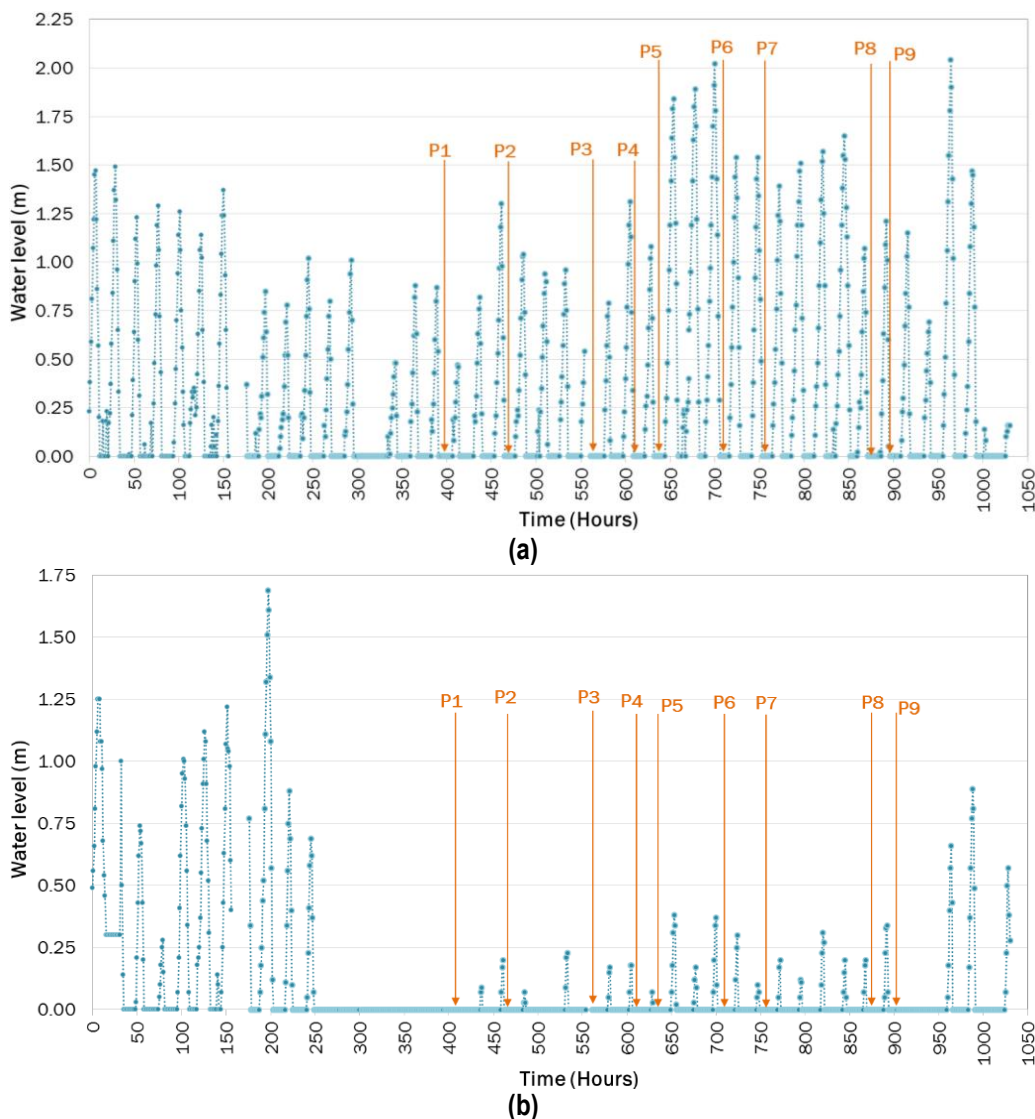 2.25
2.00
1.75
1.50
1.25
1.00
0.75
0.50
0.25
0.00
Water level (m)
P1
P2
P3
P4
P5
P6
P7
P8
P9
0
50
100
150
200
250
300
350
400
450
500
550
600
650
700
750
800
850
900
950
1000
1050
Time (Hours)
(a)
1.75
1.50
1.25
1.00
0.75
0.50
0.25
0.00
Water level (m)
P1
P2
P3
P4
P5
P6
P7
P8
P9
0
50
100
150
200
250
300
350
400
450
500
550
600
650
700
750
800
850
900
950
1000
1050
Time (Hours)
(b)